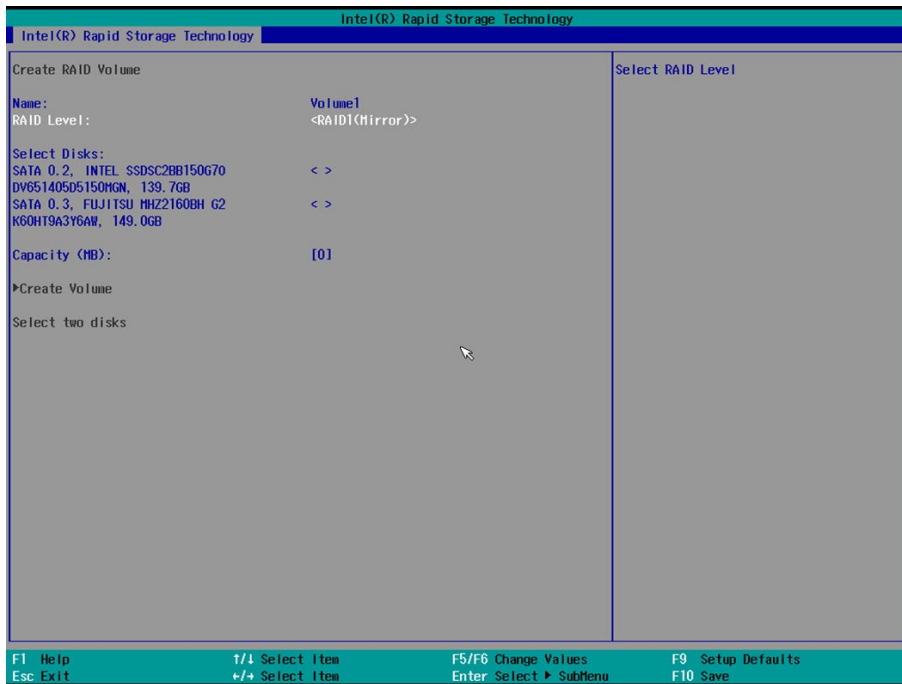 Intel(R) Rapid Storage Technology
Intel(R) Rapid Storage Technology
Create RAID Volume
Select RAID Level
Name: Volume1
RAID Level: <RAID1(Mirror)>
Select Disks:
SATA 0.2, INTEL SSDSC2BB150G70 < >
DV651405D5150MGN, 139.7GB
SATA 0.3, FUJITSU MHZ2160BH G2 < >
K60HT9A3Y6AW, 149.0GB
Capacity (MB): [0]
▶Create Volume
Select two disks
F1 Help ↑/↓ Select Item F5/F6 Change Values F9 Setup Defaults
Esc Exit ←/→ Select Item Enter Select ▶ SubMenu F10 Save